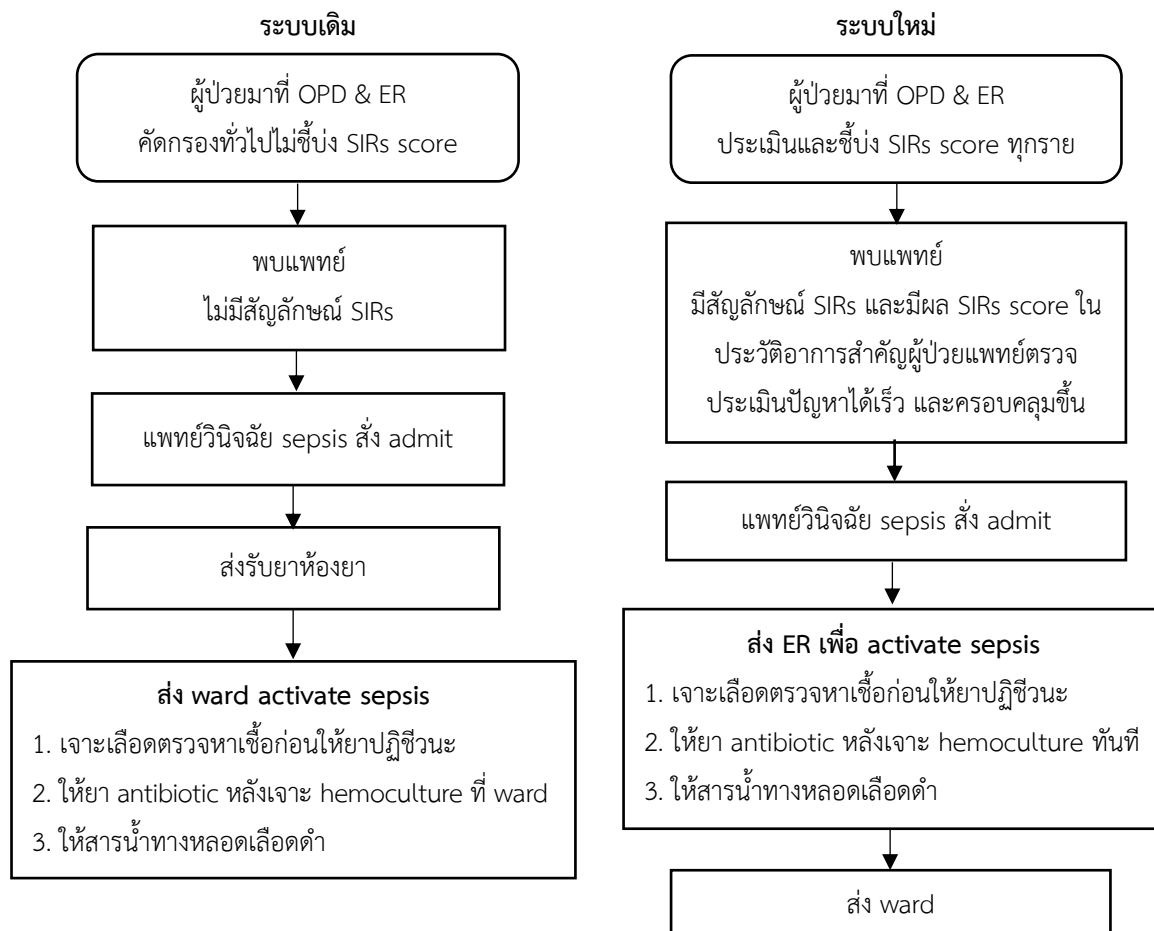 ระบบเดิม
ผู้ป่วยมาที่ OPD & ER
คัดกรองทั่วไปไม่ชี้บ่ง SIRs score
พบแพทย์
ไม่มีสัญลักษณ์ SIRs
แพทย์วินิจฉัย sepsis สั่ง admit
ส่งรับยาห้องยา
ส่ง ward activate sepsis
1. เจาะเลือดตรวจหาเชื้อก่อนให้ยาปฏิชีวนะ
2. ให้ยา antibiotic หลังเจาะ hemoculture ที่ ward
3. ให้สารน้ำทางหลอดเลือดดำ
ระบบใหม่
ผู้ป่วยมาที่ OPD & ER
ประเมินและชี้บ่ง SIRs score ทุกราย
พบแพทย์
มีสัญลักษณ์ SIRs และมีผล SIRs score ใน
ประวัติอาการสำคัญผู้ป่วยแพทย์ตรวจ
ประเมินปัญหาได้เร็ว และครอบคลุมขึ้น
แพทย์วินิจฉัย sepsis สั่ง admit
ส่ง ER เพื่อ activate sepsis
1. เจาะเลือดตรวจหาเชื้อก่อนให้ยาปฏิชีวนะ
2. ให้ยา antibiotic หลังเจาะ hemoculture ทันที
3. ให้สารน้ำทางหลอดเลือดดำ
ส่ง ward